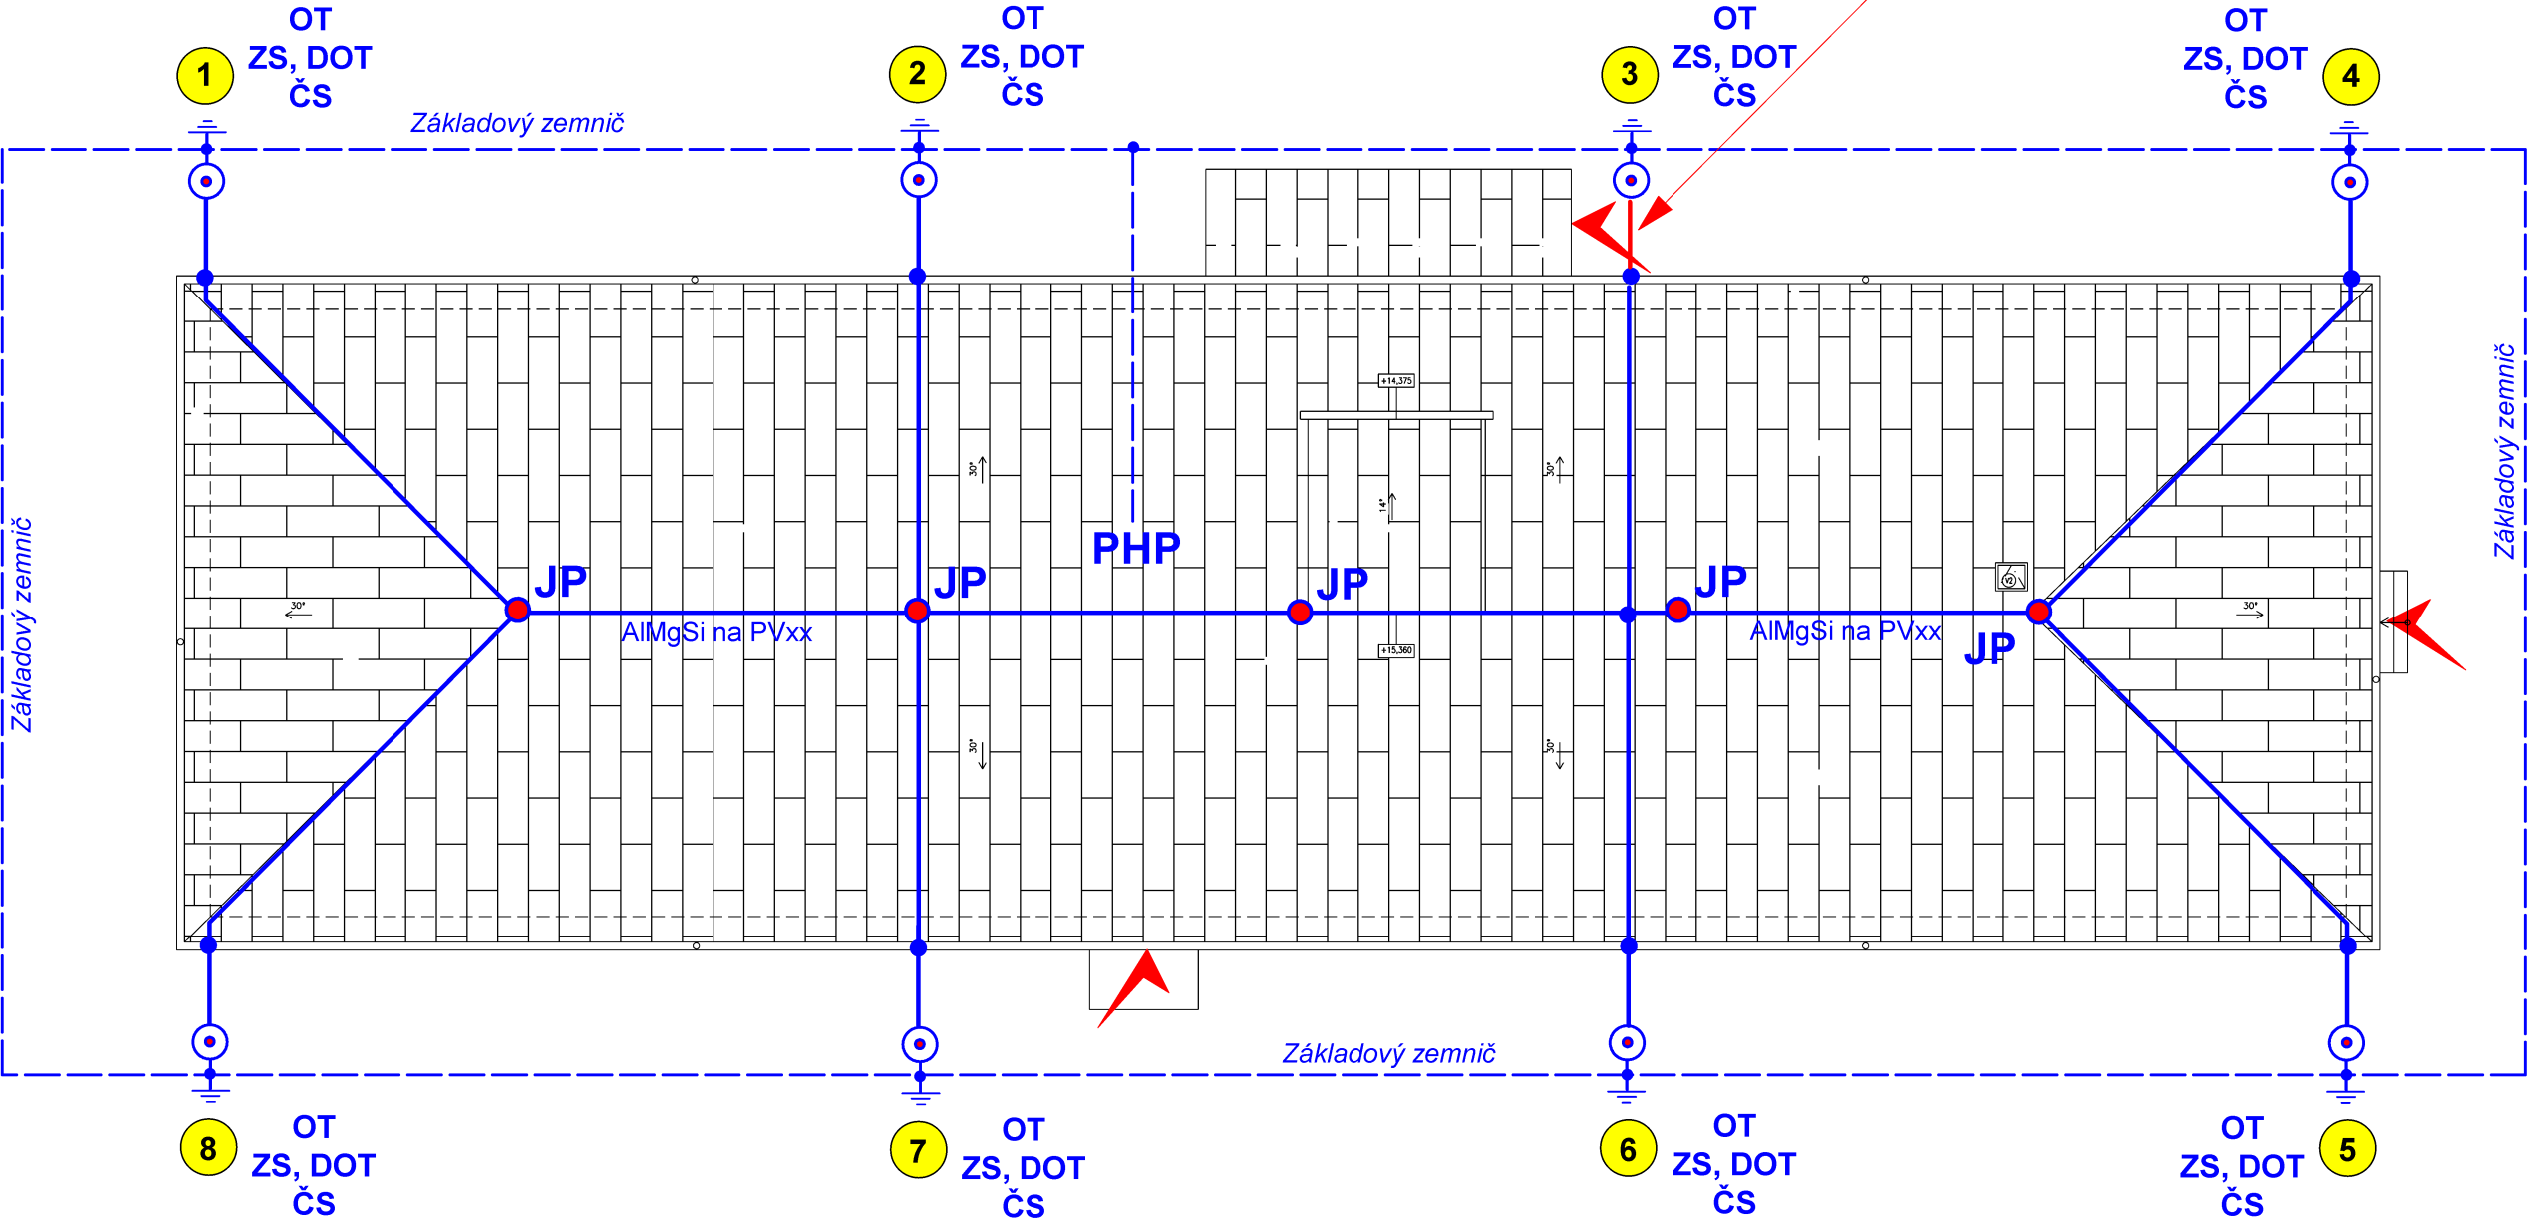 OT
ZS, DOT
ČS
1
OT
ZS, DOT
ČS
2
OT
ZS, DOT
ČS
3
OT
ZS, DOT
ČS
4
Základový zemnič
Základový zemnič
Základový zemnič
+14,375
30°
30°
14°
PHP
JP
JP
JP
JP
V2
30°
30°
AlMgSi na PVxx
AlMgSi na PVxx
JP
+15,360
30°
30°
Základový zemnič
8
OT
ZS, DOT
ČS
7
OT
ZS, DOT
ČS
6
OT
ZS, DOT
ČS
OT
ZS, DOT
ČS
5